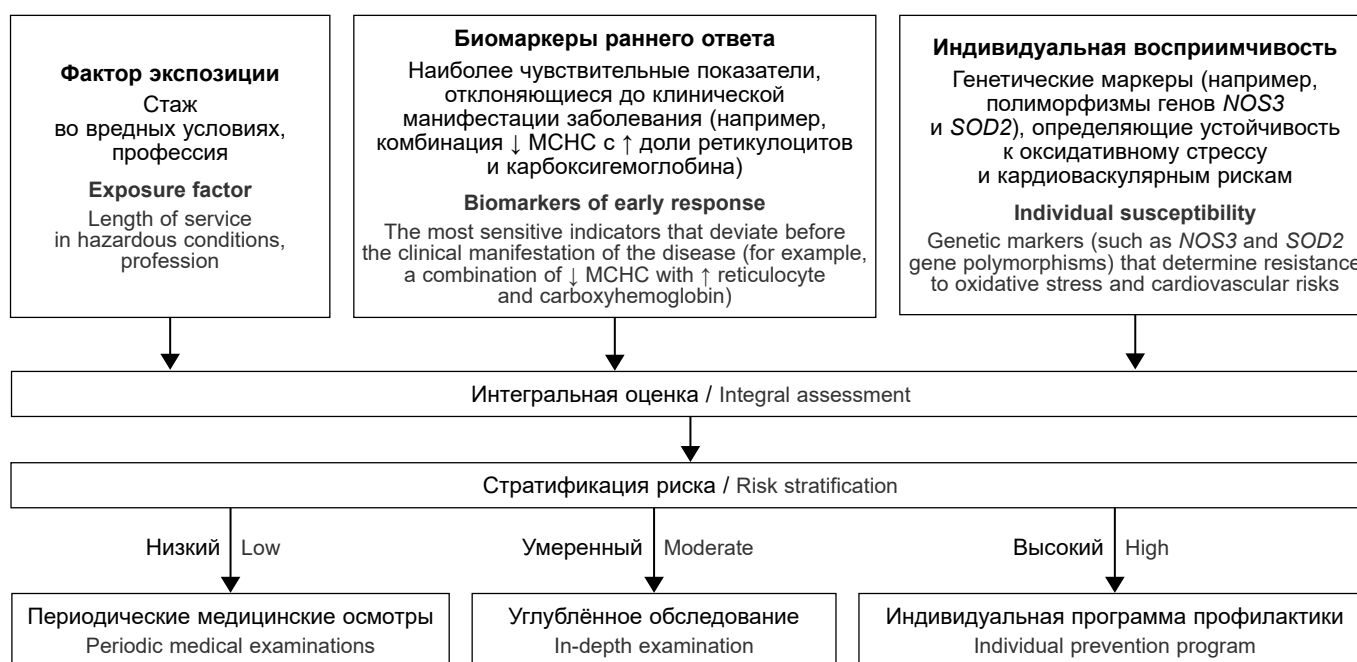 Фактор экспозиции
Стаж
во вредных условиях,
профессия
Exposure factor
Length of service
in hazardous conditions,
profession
Биомаркеры раннего ответа
Наиболее чувствительные показатели,
отклоняющиеся до клинической
манифестации заболевания (например,
комбинация ↓ MCHC с ↑ доли ретикулоцитов
и карбоксигемоглобина)
Biomarkers of early response
The most sensitive indicators that deviate before
the clinical manifestation of the disease (for example,
a combination of ↓ MCHC with ↑ reticulocyte
and carboxyhemoglobin)
Индивидуальная восприимчивость
Генетические маркеры (например,
полиморфизмы генов NOS3
и SOD2), определяющие устойчивость
к оксидативному стрессу
и кардиоваскулярным рискам
Individual susceptibility
Genetic markers (such as NOS3 and SOD2
gene polymorphisms) that determine resistance
to oxidative stress and cardiovascular risks
Интегральная оценка / Integral assessment
Стратификация риска / Risk stratification
Низкий Low
Умеренный Moderate
Высокий High
Периодические медицинские осмотры
Periodic medical examinations
Углублённое обследование
In-depth examination
Индивидуальная программа профилактики
Individual prevention program